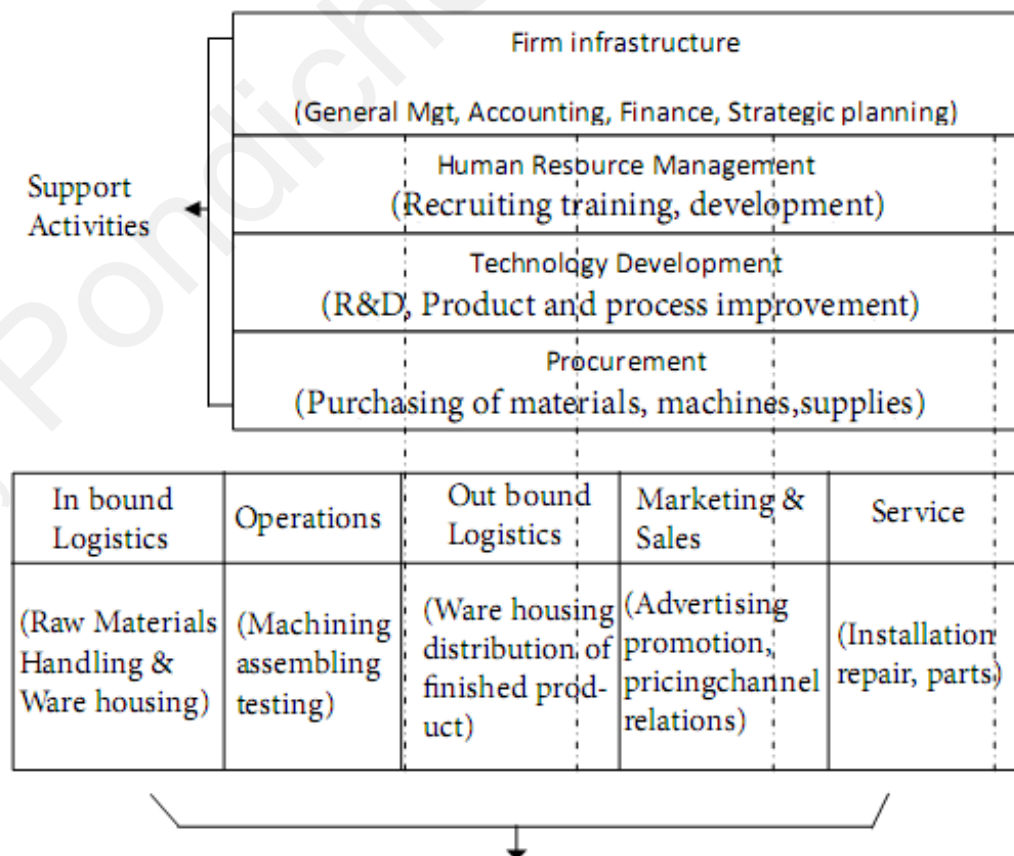 Firm infrastructure
(General Mgt, Accounting, Finance, Strategic planning)
Human Resource Management
(Recruiting training, development)
Support
Activities
Technology Development
(R&D, Product and process improvement)
Procurement
(Purchasing of materials, machines,supplies)
In bound
Logistics
Operations
Out bound
Logistics
Marketing &
Sales
Service
(Raw Materials
Handling &
Ware housing)
(Machining
assembling
testing)
(Ware housing
distribution of
finished prod-
uct)
(Advertising
promotion,
pricingchannel
relations)
(Installation
repair, parts)